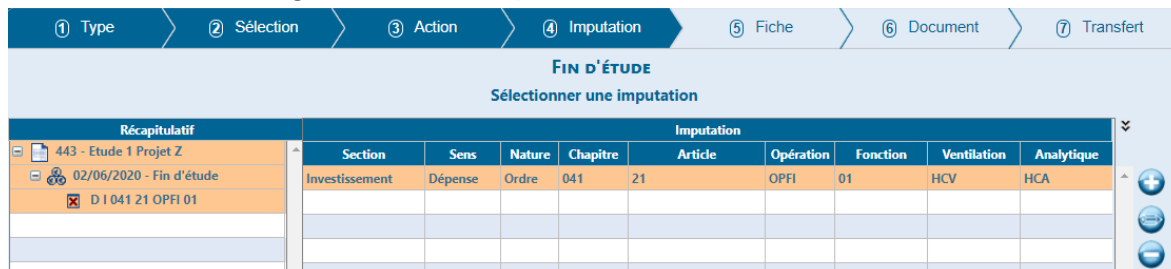 ① Type ② Sélection ③ Action ④ Imputation ⑤ Fiche ⑥ Document ⑦ Transfert
FIN D'ÉTUDE
Sélectionner une imputation
Récapitulatif Imputation
443 - Etude 1 Projet Z Section Sens Nature Chapitre Article Opération Fonction Ventilation Analytique
02/06/2020 - Fin d'étude Investissement Dépense Ordre 041 21 OPFI 01 HCV HCA
D I 041 21 OPFI 01